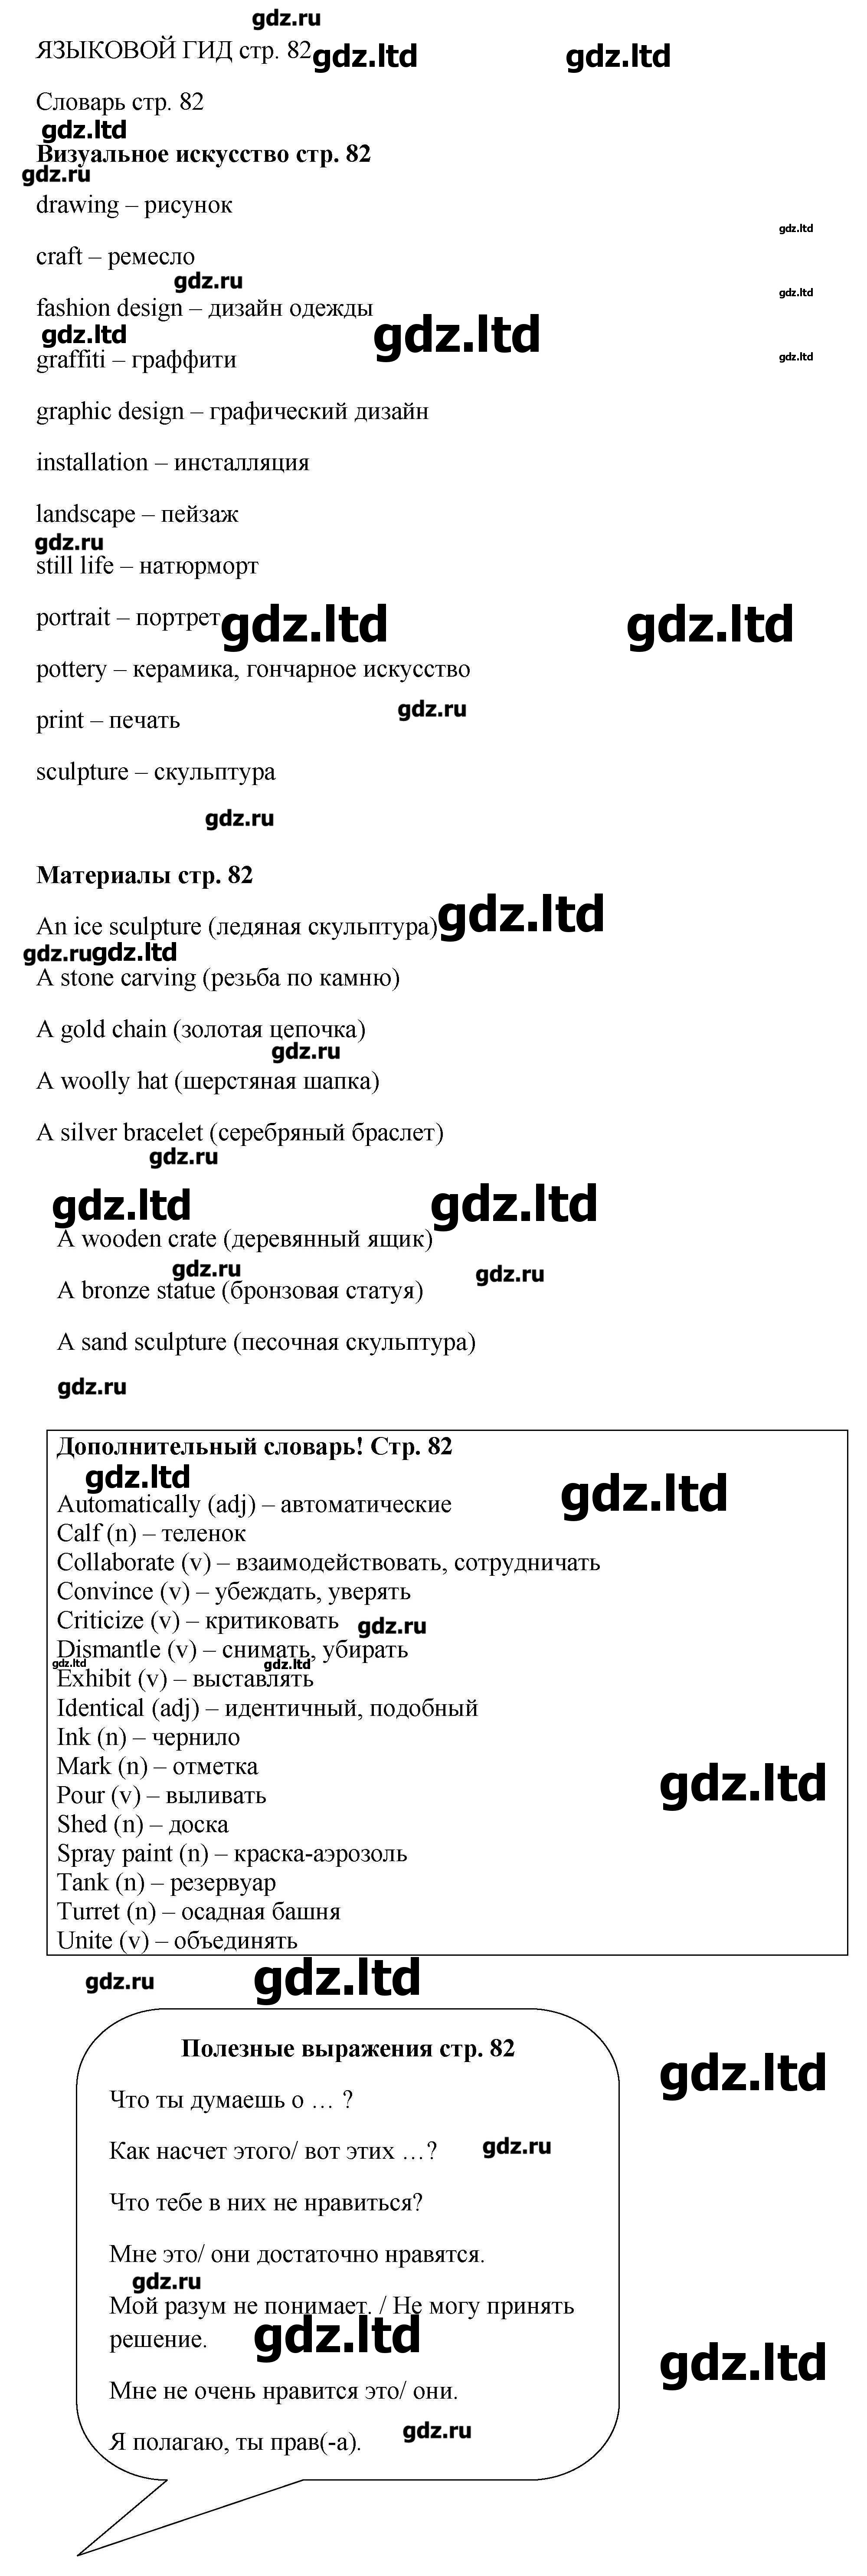 gdz.ru
ЯЗЫКОВОЙ ГИД стр. 82
gdz.ltd gdz.ltd
Словарь стр. 82
gdz.ltd
Визуальное искусство стр. 82
gdz.ru
drawing – рисунок
gdz.ltd
craft – ремесло
gdz.ru
gdz.ltd
fashion design – дизайн одежды
gdz.ltd gdz.ltd
graffiti – граффити
gdz.ltd
graphic design – графический дизайн
installation – инсталляция
landscape – пейзаж
gdz.ru
still life – натюрморт
portrait – портрет
gdz.ltd gdz.ltd
pottery – керамика, гончарное искусство
gdz.ru
print – печать
sculpture – скульптура
gdz.ru
Материалы стр. 82
An ice sculpture (ледяная скульптура)
gdz.ltd
gdz.ru gdz.ltd
A stone carving (резьба по камню)
A gold chain (золотая цепочка)
gdz.ru
A woolly hat (шерстяная шапка)
A silver bracelet (серебряный браслет)
gdz.ru
gdz.ltd gdz.ltd
A wooden crate (деревянный ящик)
gdz.ru gdz.ru
A bronze statue (бронзовая статуя)
A sand sculpture (песочная скульптура)
gdz.ru
Дополнительный словарь! Стр. 82
gdz.ltd gdz.ltd
Automatically (adj) – автоматические
Calf (n) – теленок
Collaborate (v) – взаимодействовать, сотрудничать
Convince (v) – убеждать, уверять
Criticize (v) – критиковать
gdz.ru
Dismantle (v) – снимать, убирать
gdz.ltd gdz.ltd
Exhibit (v) – выставлять
Identical (adj) – идентичный, подобный
Ink (n) – чернило
Mark (n) – отметка
gdz.ltd
Pour (v) – выливать
Shed (n) – доска
Spray paint (n) – краска-аэрозоль
Tank (n) – резервуар
Turret (n) – осадная башня
Unite (v) – объединять
gdz.ru gdz.ltd
Полезные выражения стр. 82
gdz.ltd
Что ты думаешь о … ?
Как насчет этого/ вот этих …?
gdz.ru
Что тебе в них не нравиться?
Мне это/ они достаточно нравятся.
gdz.ru
Мой разум не понимает. / Не могу принять
решение.
gdz.ltd gdz.ltd
Мне не очень нравится это/ они.
gdz.ru
Я полагаю, ты прав(-а).